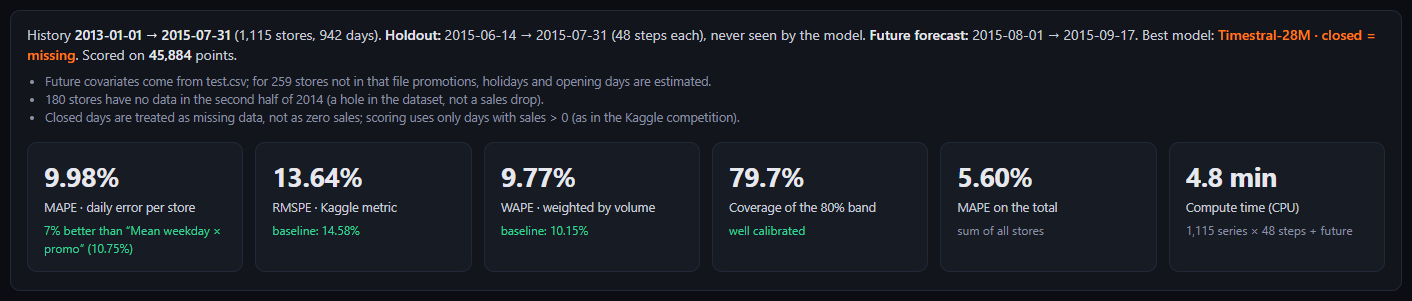 History 2013-01-01 → 2015-07-31 (1,115 stores, 942 days). Holdout: 2015-06-14 → 2015-07-31 (48 steps each), never seen by the model. Future forecast: 2015-08-01 → 2015-09-17. Best model: Timestral-28M · closed =
missing. Scored on 45,884 points.
• Future covariates come from test.csv; for 259 stores not in that file promotions, holidays and opening days are estimated.
• 180 stores have no data in the second half of 2014 (a hole in the dataset, not a sales drop).
• Closed days are treated as missing data, not as zero sales; scoring uses only days with sales > 0 (as in the Kaggle competition).
9.98%
MAPE · daily error per store
7% better than “Mean weekday ×
promo” (10.75%)
13.64%
RMSPE · Kaggle metric
baseline: 14.58%
9.77%
WAPE · weighted by volume
baseline: 10.15%
79.7%
Coverage of the 80% band
well calibrated
5.60%
MAPE on the total
sum of all stores
4.8 min
Compute time (CPU)
1,115 series × 48 steps + future